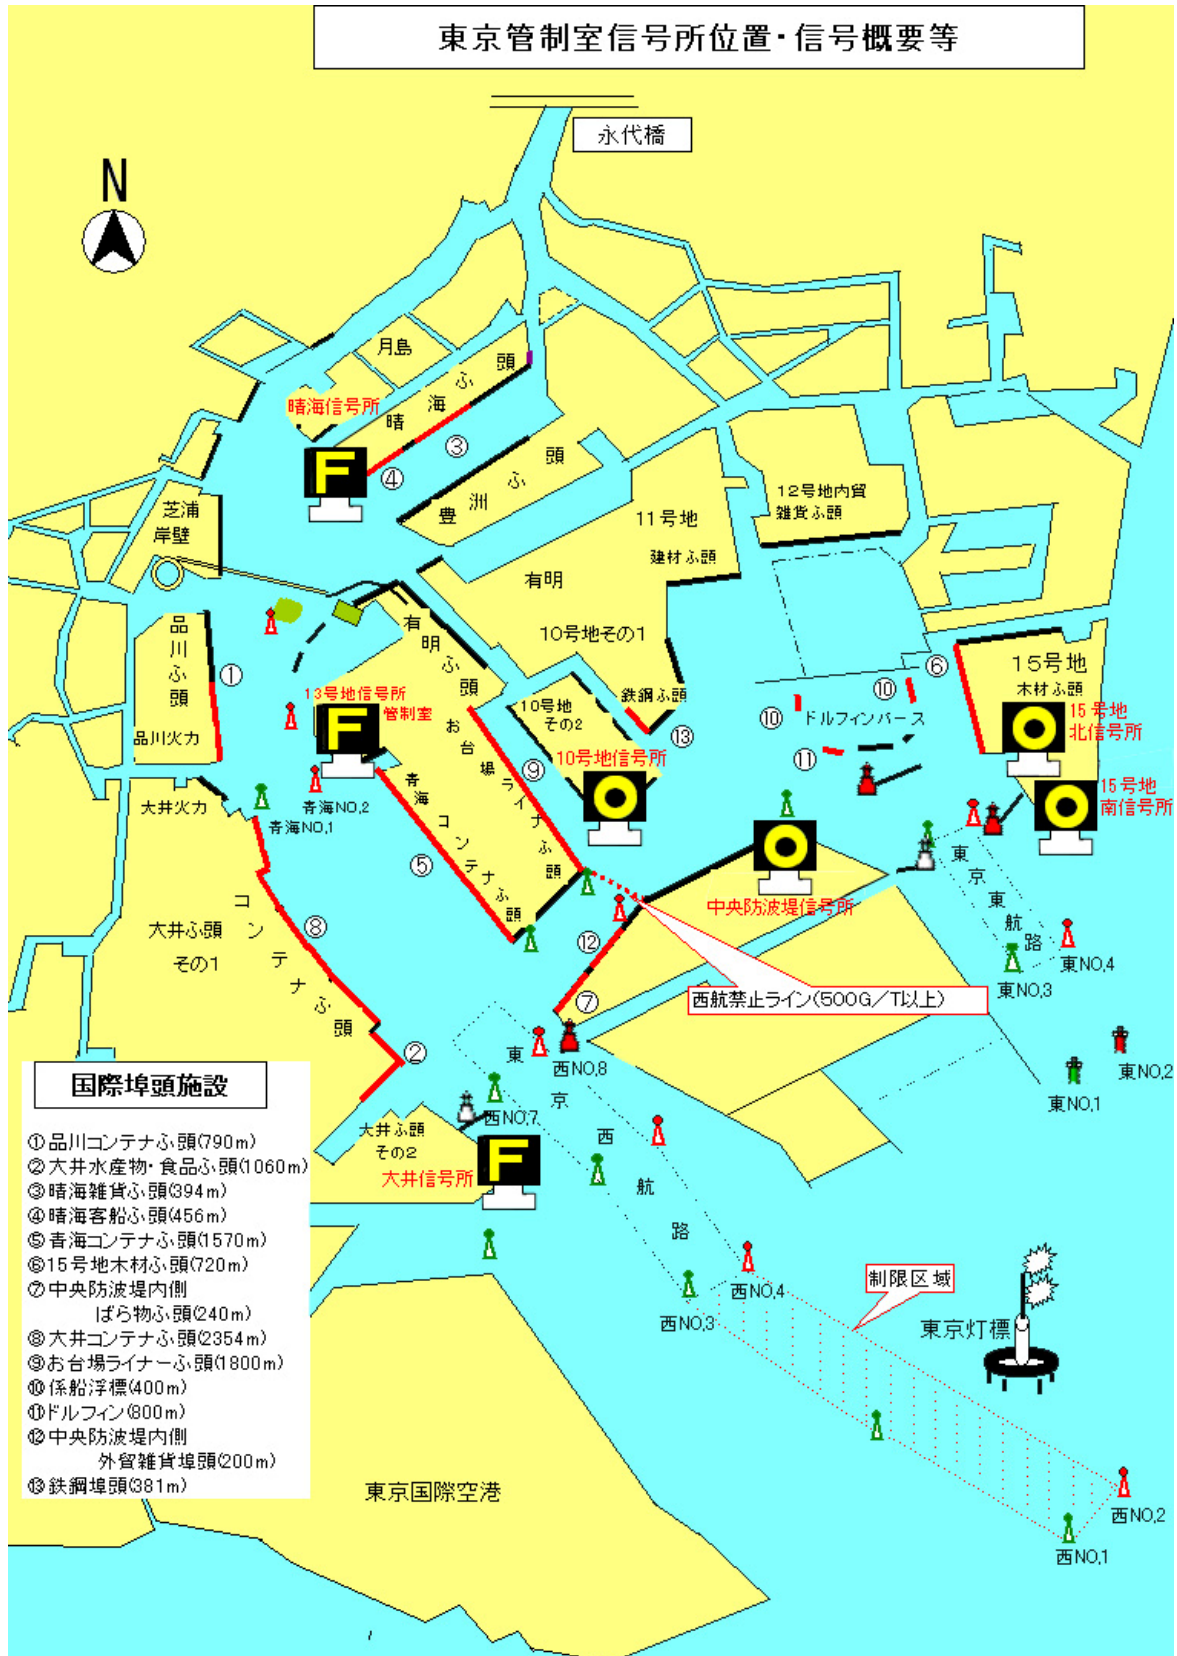 東京管制室信号所位置・信号概要等
永代橋
N
月島
晴海ふ頭
晴海信号所
F
③
④
豊洲ふ頭
芝浦
岸壁
12号地内貿
雑貨ふ頭
11号地
建材ふ頭
有明
10号地その1
品川ふ頭
①
品川火力
有明ふ頭
⑥
15号地
木材ふ頭
13号地信号所
管制室
F
10号地
その2
鉄鋼ふ頭
⑬
⑩
⑩
ドルフィンバース
⑪
15号地
北信号所
15号地
南信号所
お台場ライナふ頭
⑨
10号地信号所
大井火力
青海NO,1
青海NO,2
青海コンテナふ頭
⑤
中央防波堤信号所
東京東航路
東NO,4
東NO,3
東NO,2
東NO,1
大井ふ頭
その1
コンテナふ頭
⑧
⑫
⑦
西航禁止ライン(500G/T以上)
②
西NO,8
西NO,7
東京西航路
大井ふ頭
その2
大井信号所
F
西NO,4
西NO,3
制限区域
東京灯標
西NO,2
西NO,1
東京国際空港
国際埠頭施設
①品川コンテナふ頭(790m)
②大井水産物・食品ふ頭(1060m)
③晴海雑貨ふ頭(394m)
④晴海客船ふ頭(456m)
⑤青海コンテナふ頭(1570m)
⑥15号地木材ふ頭(720m)
⑦中央防波堤内側
ばら物ふ頭(240m)
⑧大井コンテナふ頭(2354m)
⑨お台場ライナーふ頭(1800m)
⑩係船浮標(400m)
⑪ドルフィン(800m)
⑫中央防波堤内側
外貿雑貨埠頭(200m)
⑬鉄鋼埠頭(381m)